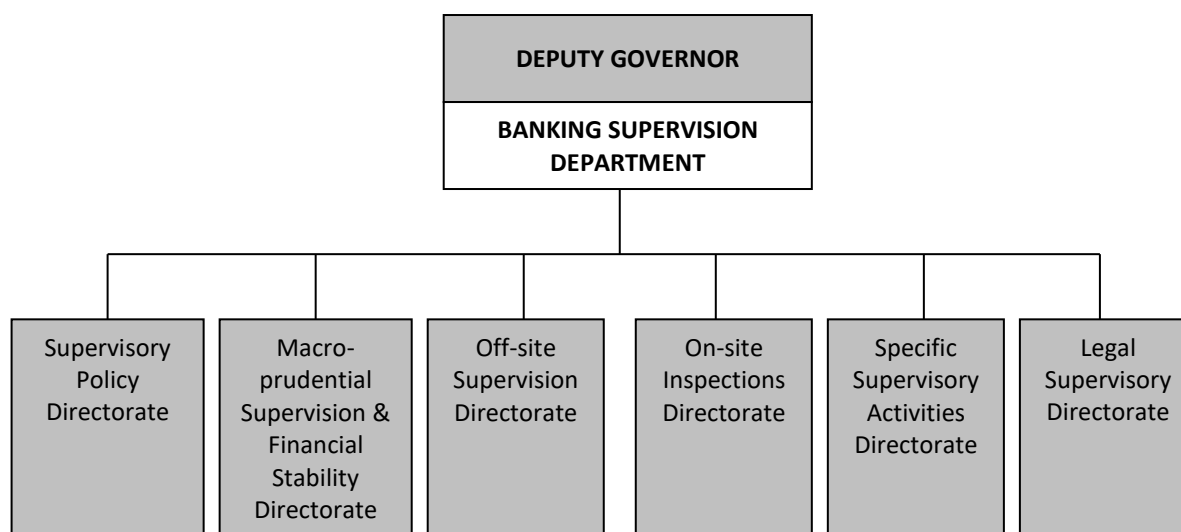 DEPUTY GOVERNOR
BANKING SUPERVISION
DEPARTMENT
Supervisory
Policy
Directorate
Macro-
prudential
Supervision &
Financial
Stability
Directorate
Off-site
Supervision
Directorate
On-site
Inspections
Directorate
Specific
Supervisory
Activities
Directorate
Legal
Supervisory
Directorate